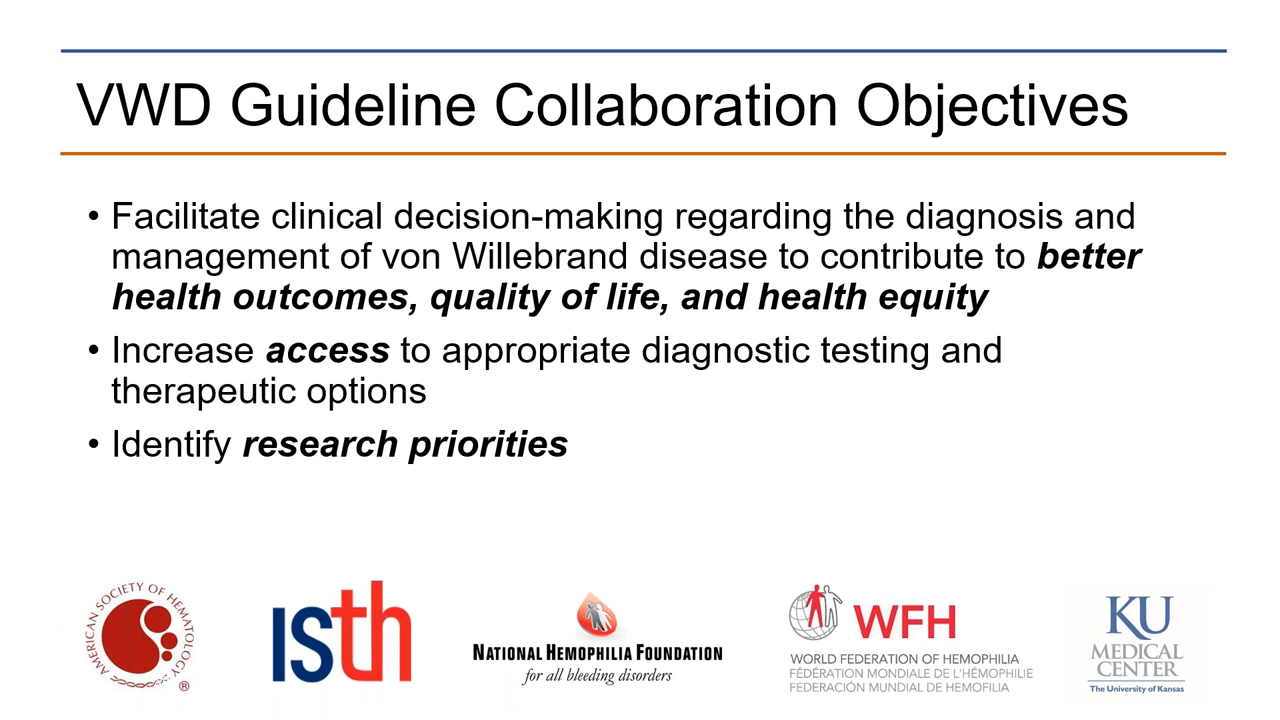 VWD Guideline Collaboration Objectives
• Facilitate clinical decision-making regarding the diagnosis and
management of von Willebrand disease to contribute to better
health outcomes, quality of life, and health equity
• Increase access to appropriate diagnostic testing and
therapeutic options
• Identify research priorities
AMERICAN SOCIETY OF HEMATOLOGY
®
isth
NATIONAL HEMOPHILIA FOUNDATION
for all bleeding disorders
WFH
WORLD FEDERATION OF HEMOPHILIA
FÉDÉRATION MONDIALE DE L'HÉMOPHILIE
FEDERACIÓN MUNDIAL DE HEMOFILIA
KU
MEDICAL
CENTER
The University of Kansas